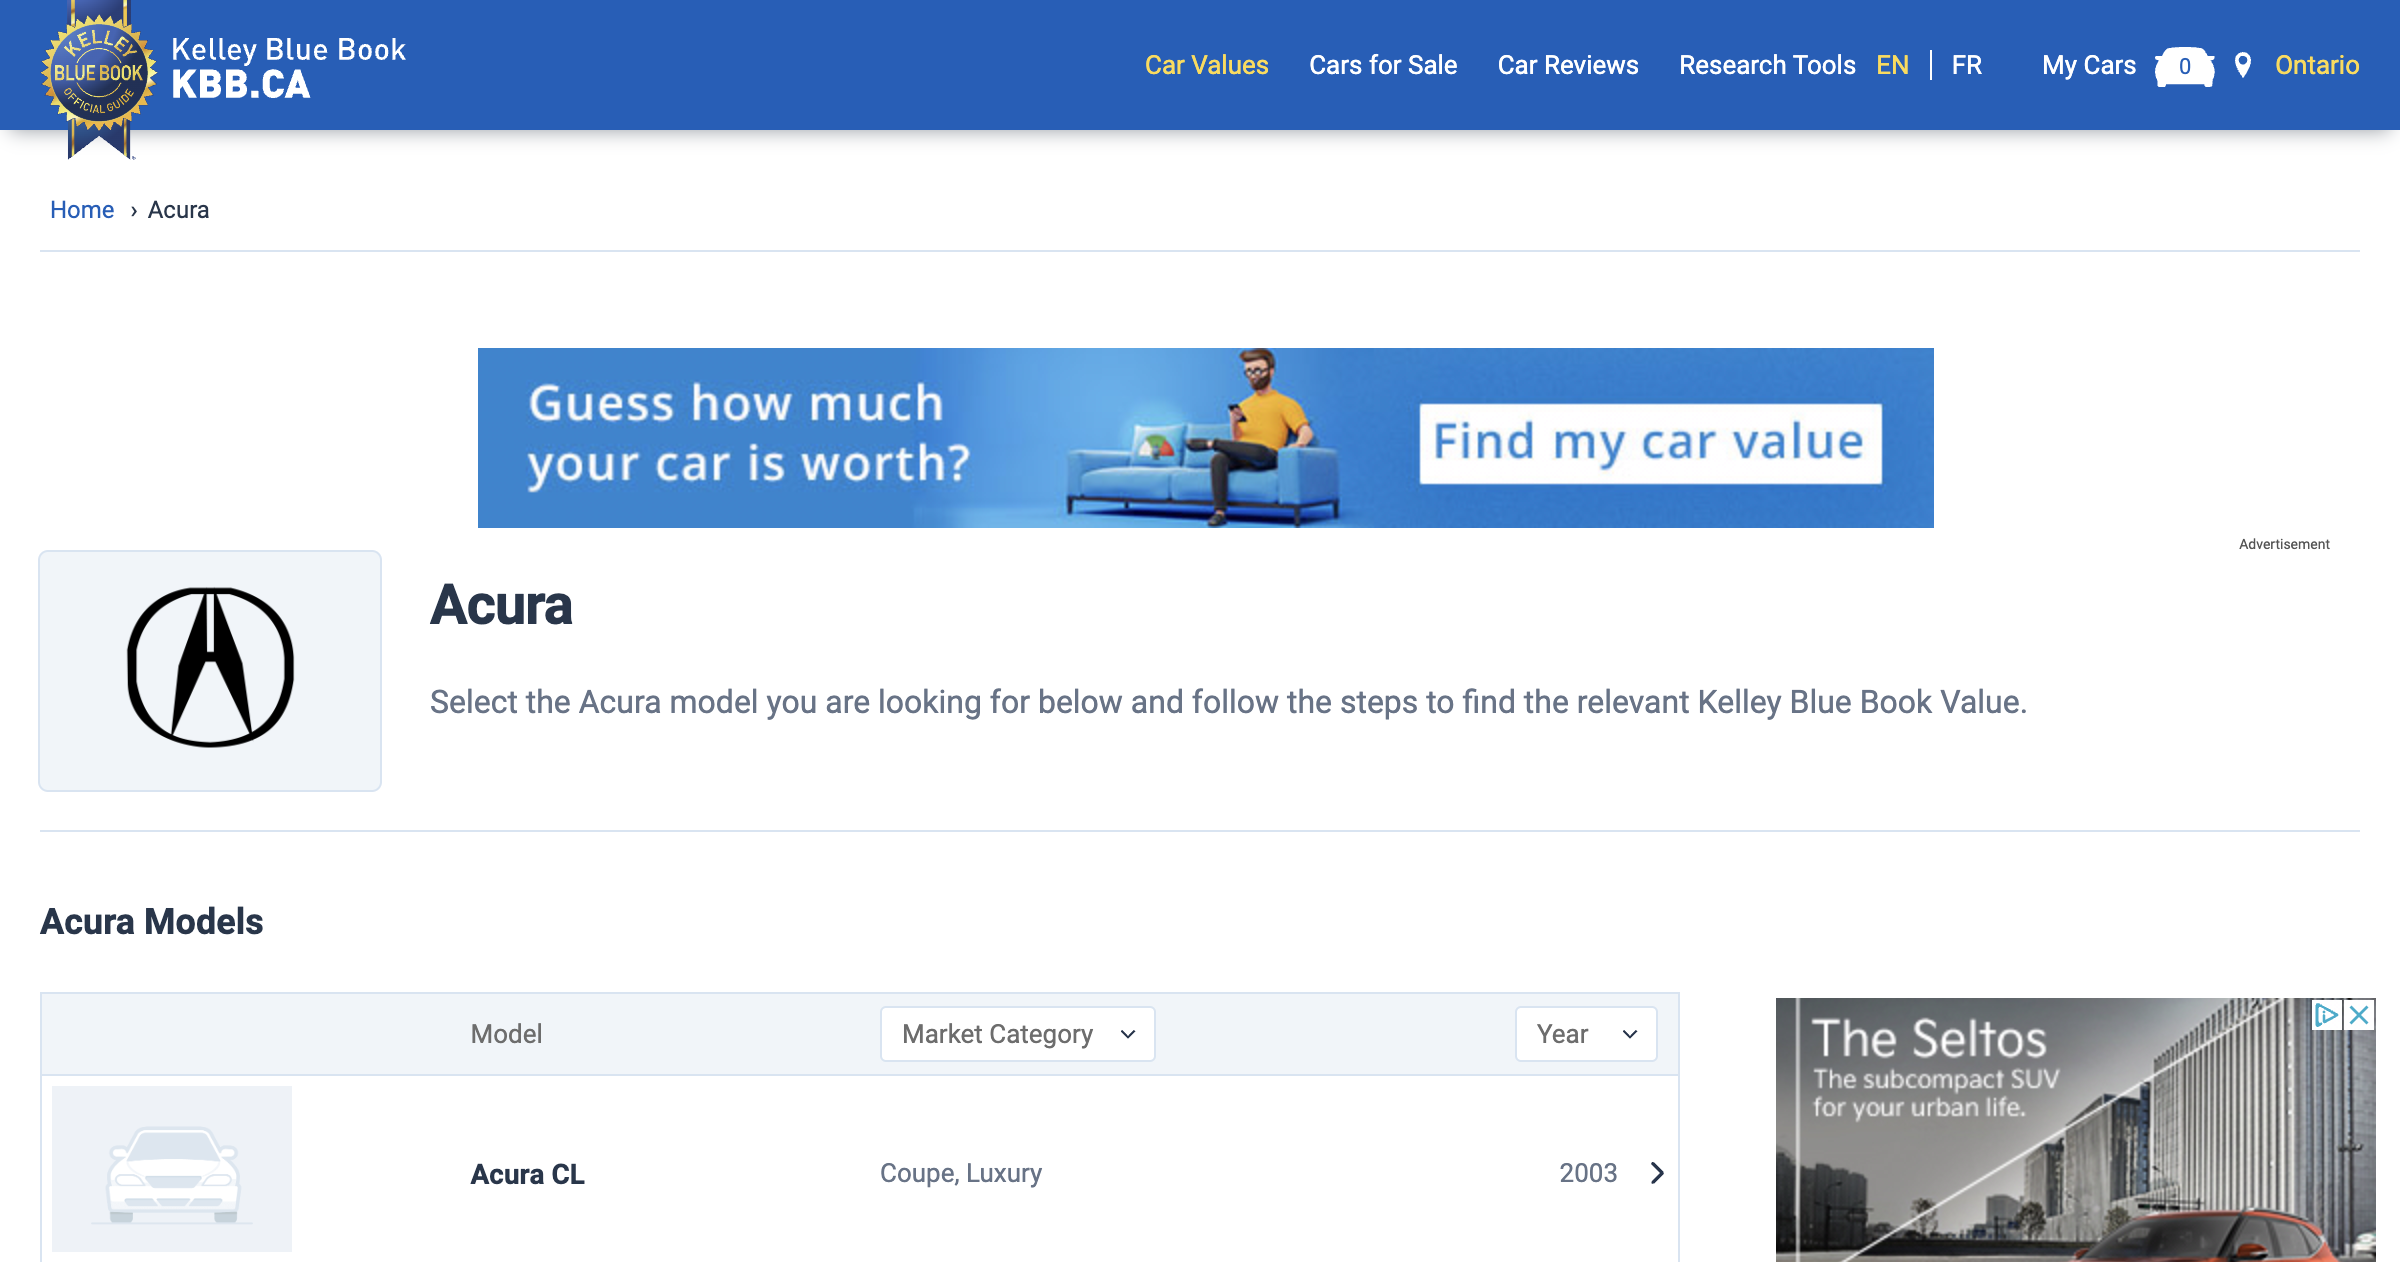 KELLEY
BLUE BOOK
OFFICIAL GUIDE
Kelley Blue Book
KBB.CA
Car Values
Cars for Sale
Car Reviews
Research Tools
EN
FR
My Cars
0
Ontario
Home › Acura
Guess how much
your car is worth?
Find my car value
Advertisement
Acura
Select the Acura model you are looking for below and follow the steps to find the relevant Kelley Blue Book Value.
Acura Models
Model
Market Category
Year
Acura CL
Coupe, Luxury
2003
The Seltos
The subcompact SUV
for your urban life.